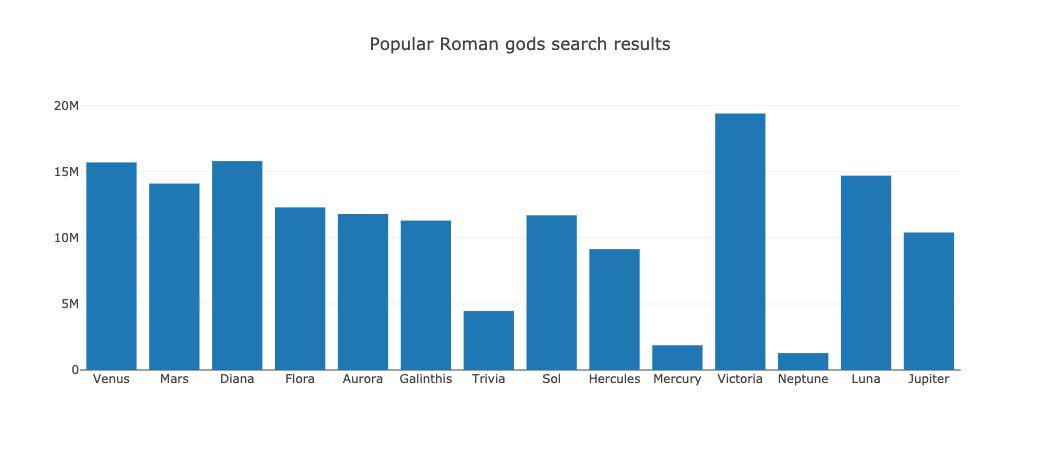 Popular Roman gods search results
20M
15M
10M
5M
0
Venus Mars Diana Flora Aurora Galinthis Trivia Sol Hercules Mercury Victoria Neptune Luna Jupiter